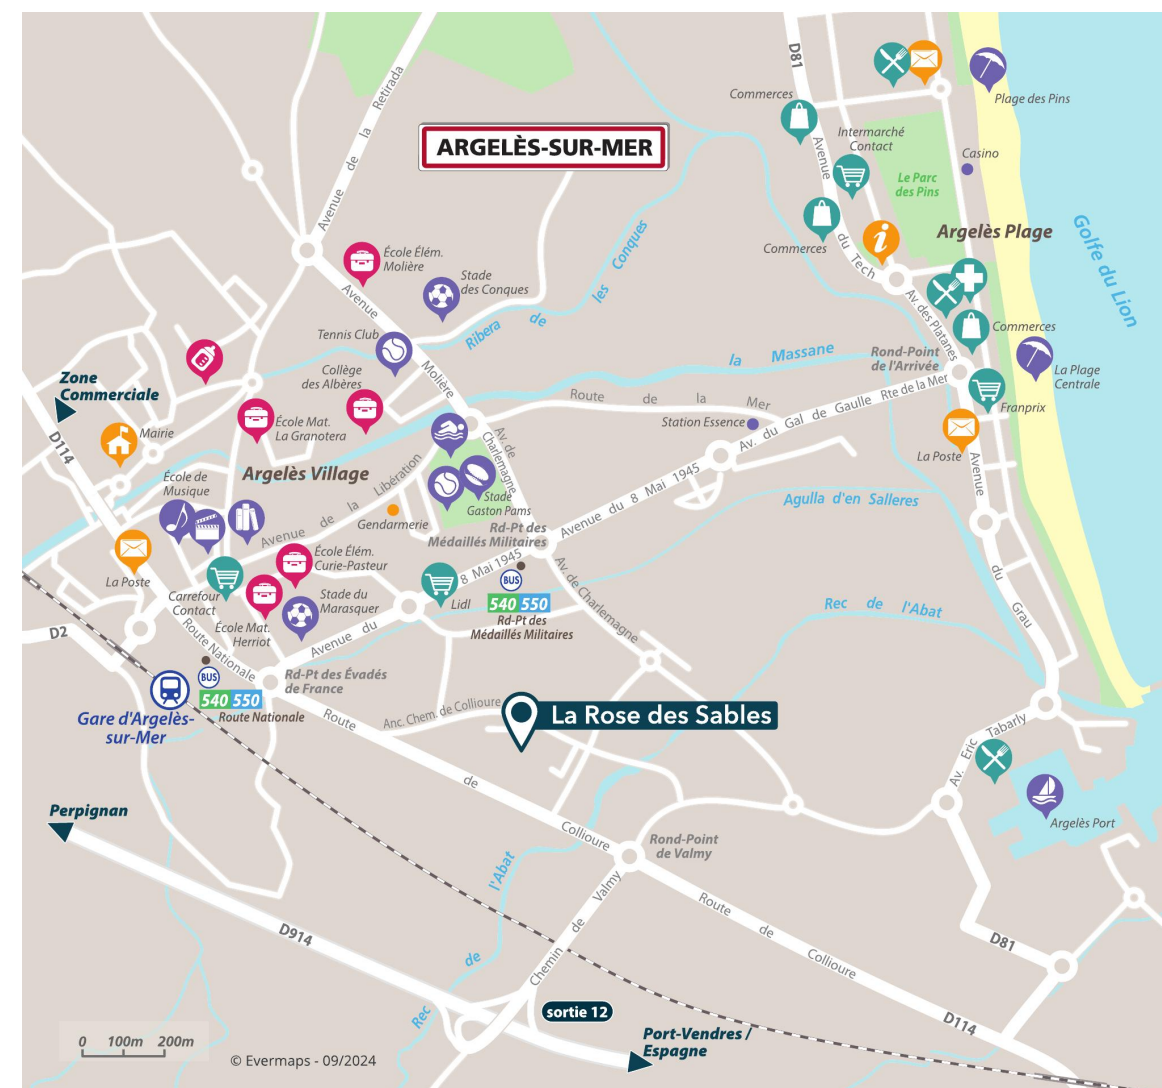 D81
Commerces
Plage des Pins
Intermarché
Contact
Casino
Le Parc
des Pins
Avenue de la Retirada
ARGELÈS-SUR-MER
Avenue du Tech
Commerces
Argelès Plage
Golfe du Lion
École Élém.
Molière
Stade
des Conques
Avenue Molière
Tennis Club
Ribera de les Conques
Av. des Platanes
Commerces
Collège
des Albères
la Massane
Rond-Point
de l'Arrivée
La Plage
Centrale
Zone
Commerciale
Route de la Mer
Rte de la Mer
Franprix
D114
Mairie
École Mat.
La Granotera
Station Essence
Av. du Gal de Gaulle
La Poste
Argelès Village
Av. de
Charlemagne
Avenue du Grau
École de
Musique
Avenue de la Libération
Stade
Gaston Pams
Gendarmerie
Avenue du 8 Mai 1945
Agulla d'en Salleres
Rd-Pt des
Médaillés Militaires
La Poste
École Élém.
Curie-Pasteur
Carrefour
Contact
Stade du
Marasquer
Lidl
BUS
540 550
Rd-Pt des
Médaillés Militaires
Av. de Charlemagne
Rec de l'Abat
École Mat.
Herriot
Avenue du 8 Mai 1945
D2
Route Nationale
BUS
540 550
Route Nationale
Rd-Pt des Évadés
de France
Gare d'Argelès-
sur-Mer
Anc. Chem. de Collioure
La Rose des Sables
Av. Eric Tabarly
Route de Collioure
Argelès Port
Perpignan
Rond-Point
de Valmy
Rec de l'Abat
Chemin de Valmy
Route de Collioure
D914
D81
sortie 12
D114
Port-Vendres /
Espagne
0 100m 200m
© Evermaps - 09/2024